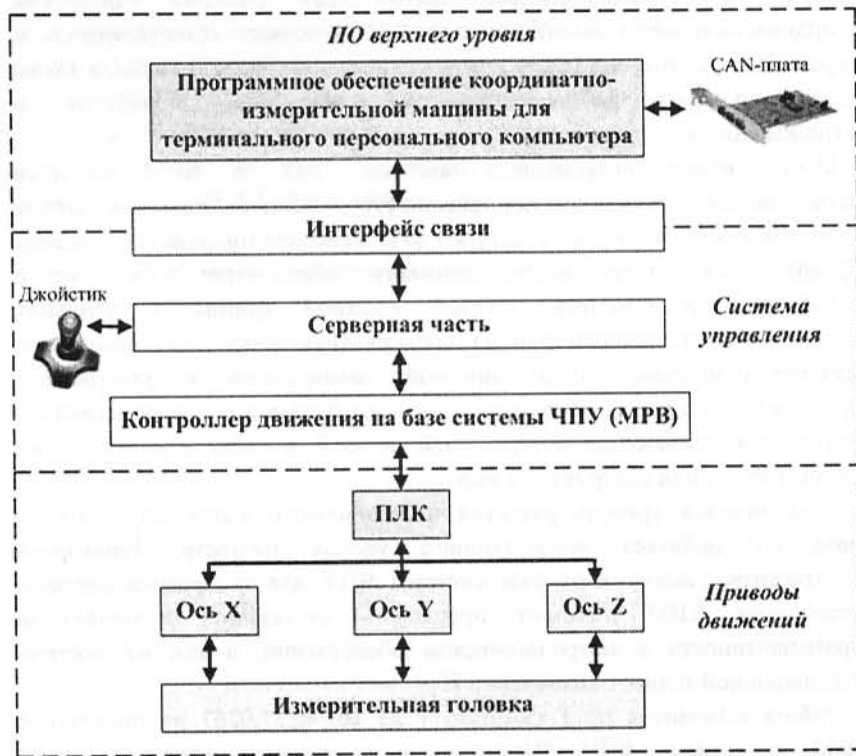 ПО верхнего уровня
Программное обеспечение координатно-
измерительной машины для
терминального персонального компьютера
CAN-плата
Интерфейс связи
Джойстик
Серверная часть
Система
управления
Контроллер движения на базе системы ЧПУ (МРВ)
ПЛК
Ось X
Ось Y
Ось Z
Приводы
движений
Измерительная головка